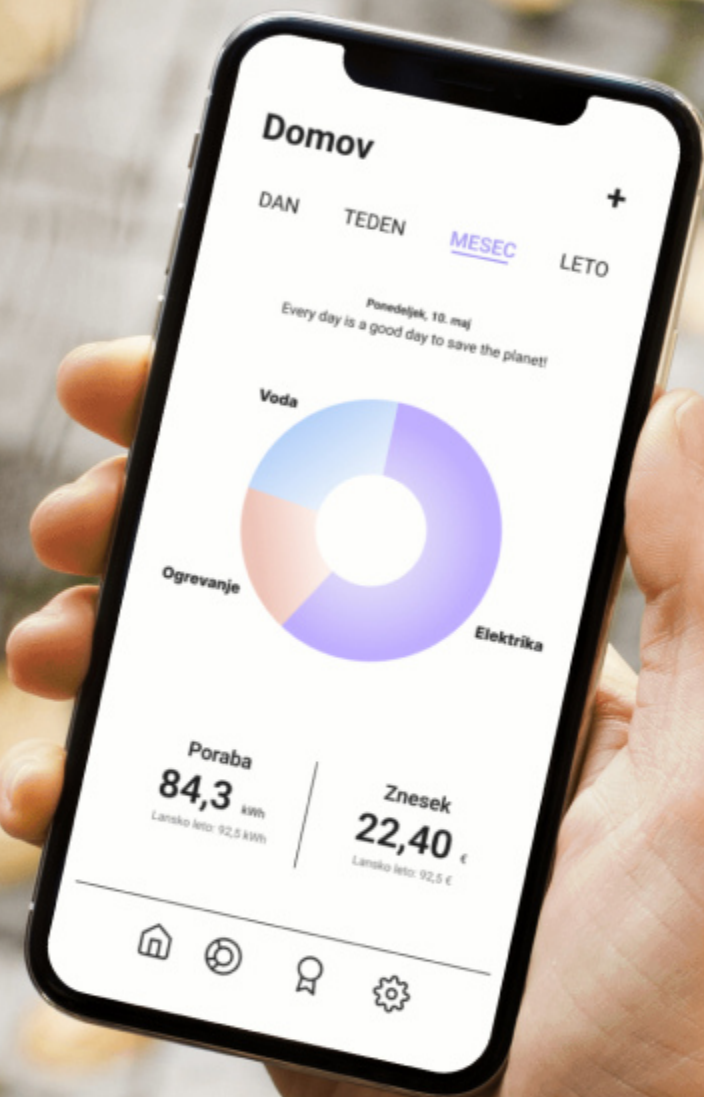 Domov
+
DAN TEDEN MESEC LETO
Ponedeljek, 10. maj
Every day is a good day to save the planet!
Voda
Ogrevanje
Elektrika
Poraba
84,3 kWh
Lansko leto: 92,5 kWh
Znesek
22,40 €
Lansko leto: 92,5 €